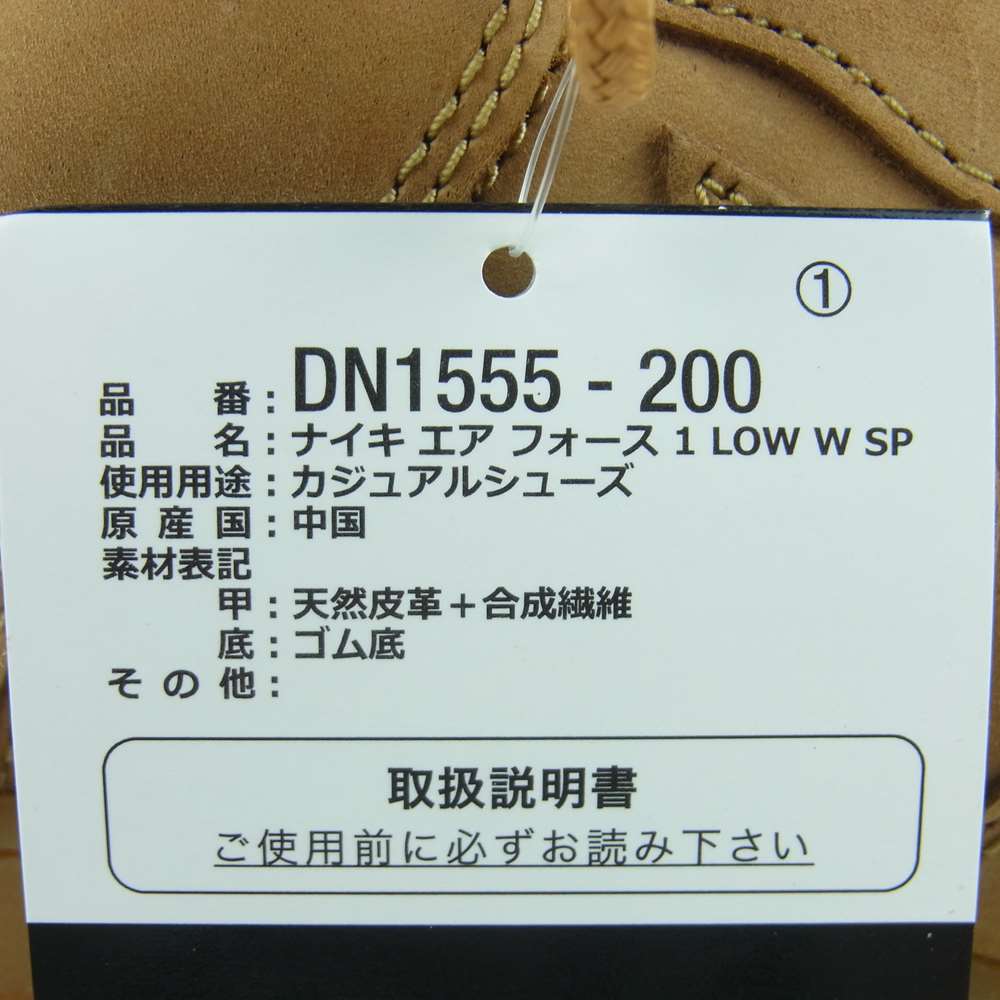 ①
品番：DN1555 - 200
品名：ナイキ エア フォース 1 LOW W SP
使用用途：カジュアルシューズ
原産国：中国
素材表記
甲：天然皮革＋合成繊維
底：ゴム底
その他：
取扱説明書
ご使用前に必ずお読み下さい